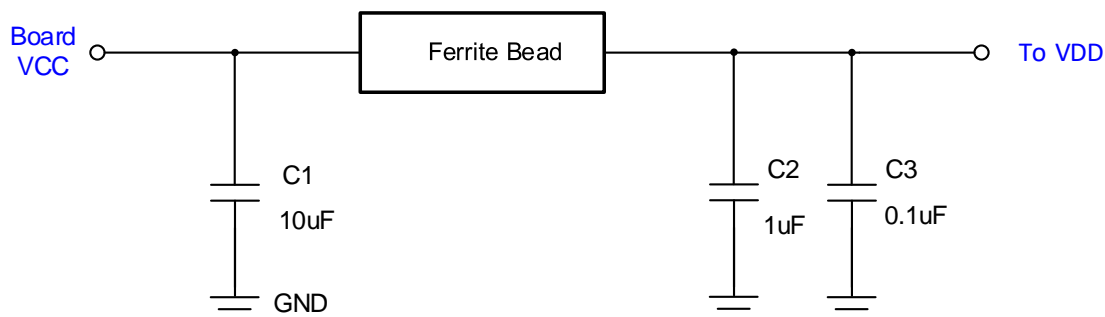 Board
VCC
Ferrite Bead
To VDD
C1
10uF
C2
1uF
C3
0.1uF
GND